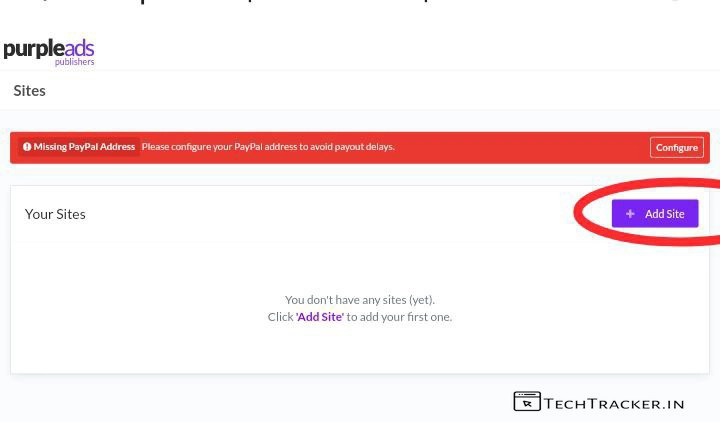 purpleads
publishers
Sites
Missing PayPal Address Please configure your PayPal address to avoid payout delays. Configure
Your Sites
+ Add Site
You don't have any sites (yet).
Click 'Add Site' to add your first one.
TECHTRACKER.IN